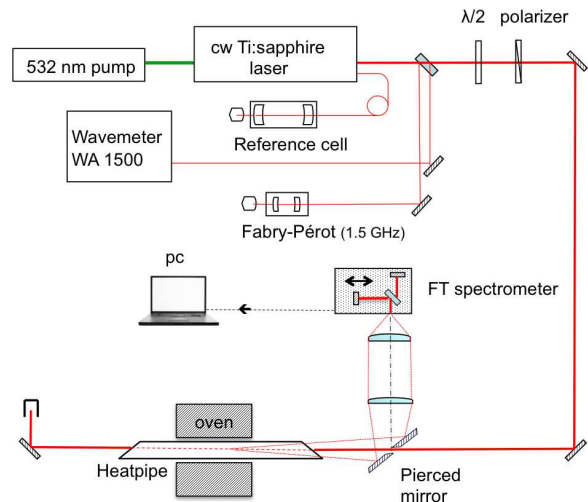 λ/2 polarizer
cw Ti:sapphire
laser
532 nm pump
Wavemeter
WA 1500
Reference cell
Fabry-Pérot (1.5 GHz)
pc
FT spectrometer
oven
Heatpipe
Pierced
mirror